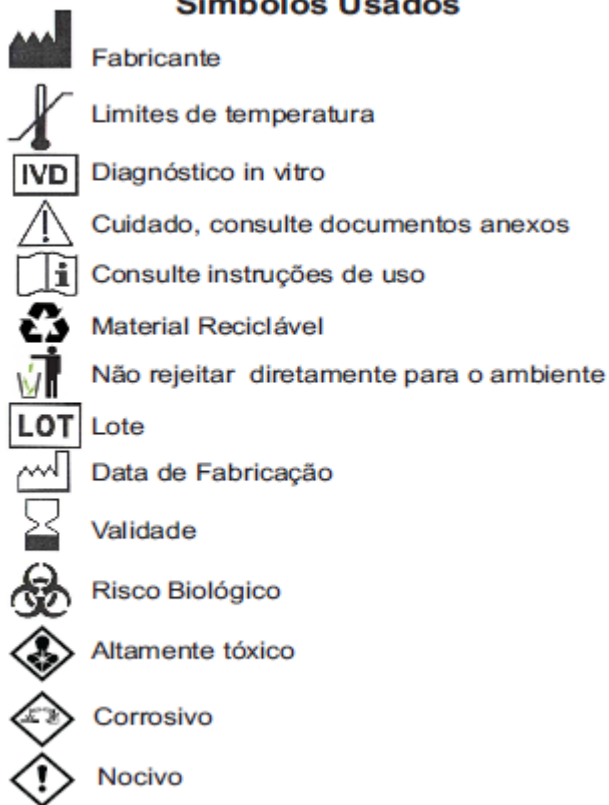 Símbolos Usados
Fabricante
Limites de temperatura
IVD Diagnóstico in vitro
Cuidado, consulte documentos anexos
i Consulte instruções de uso
Material Reciclável
Não rejeitar diretamente para o ambiente
LOT Lote
Data de Fabricação
Validade
Risco Biológico
Altamente tóxico
Corrosivo
Nocivo